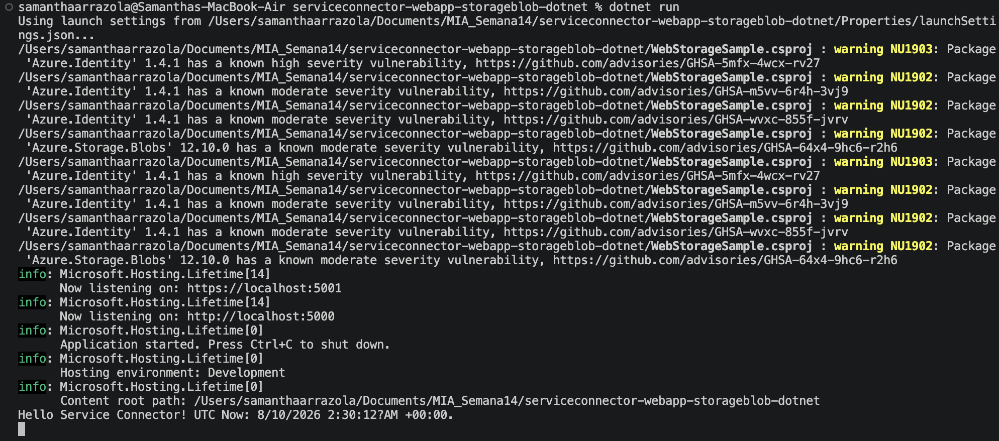 samanthaarrazola@Samanthas-MacBook-Air serviceconnector-webapp-storageblob-dotnet % dotnet run
Using launch settings from /Users/samanthaarrazola/Documents/MIA_Semana14/serviceconnector-webapp-storageblob-dotnet/Properties/launchSetti
ngs.json...
/Users/samanthaarrazola/Documents/MIA_Semana14/serviceconnector-webapp-storageblob-dotnet/WebStorageSample.csproj : warning NU1903: Package
 'Azure.Identity' 1.4.1 has a known high severity vulnerability, https://github.com/advisories/GHSA-5mfx-4wcx-rv27
/Users/samanthaarrazola/Documents/MIA_Semana14/serviceconnector-webapp-storageblob-dotnet/WebStorageSample.csproj : warning NU1902: Package
 'Azure.Identity' 1.4.1 has a known moderate severity vulnerability, https://github.com/advisories/GHSA-m5vv-6r4h-3vj9
/Users/samanthaarrazola/Documents/MIA_Semana14/serviceconnector-webapp-storageblob-dotnet/WebStorageSample.csproj : warning NU1902: Package
 'Azure.Identity' 1.4.1 has a known moderate severity vulnerability, https://github.com/advisories/GHSA-wvxc-855f-jvrv
/Users/samanthaarrazola/Documents/MIA_Semana14/serviceconnector-webapp-storageblob-dotnet/WebStorageSample.csproj : warning NU1902: Package
 'Azure.Storage.Blobs' 12.10.0 has a known moderate severity vulnerability, https://github.com/advisories/GHSA-64x4-9hc6-r2h6
/Users/samanthaarrazola/Documents/MIA_Semana14/serviceconnector-webapp-storageblob-dotnet/WebStorageSample.csproj : warning NU1903: Package
 'Azure.Identity' 1.4.1 has a known high severity vulnerability, https://github.com/advisories/GHSA-5mfx-4wcx-rv27
/Users/samanthaarrazola/Documents/MIA_Semana14/serviceconnector-webapp-storageblob-dotnet/WebStorageSample.csproj : warning NU1902: Package
 'Azure.Identity' 1.4.1 has a known moderate severity vulnerability, https://github.com/advisories/GHSA-m5vv-6r4h-3vj9
/Users/samanthaarrazola/Documents/MIA_Semana14/serviceconnector-webapp-storageblob-dotnet/WebStorageSample.csproj : warning NU1902: Package
 'Azure.Identity' 1.4.1 has a known moderate severity vulnerability, https://github.com/advisories/GHSA-wvxc-855f-jvrv
/Users/samanthaarrazola/Documents/MIA_Semana14/serviceconnector-webapp-storageblob-dotnet/WebStorageSample.csproj : warning NU1902: Package
 'Azure.Storage.Blobs' 12.10.0 has a known moderate severity vulnerability, https://github.com/advisories/GHSA-64x4-9hc6-r2h6
info: Microsoft.Hosting.Lifetime[14]
      Now listening on: https://localhost:5001
info: Microsoft.Hosting.Lifetime[14]
      Now listening on: http://localhost:5000
info: Microsoft.Hosting.Lifetime[0]
      Application started. Press Ctrl+C to shut down.
info: Microsoft.Hosting.Lifetime[0]
      Hosting environment: Development
info: Microsoft.Hosting.Lifetime[0]
      Content root path: /Users/samanthaarrazola/Documents/MIA_Semana14/serviceconnector-webapp-storageblob-dotnet
Hello Service Connector! UTC Now: 8/10/2026 2:30:12?AM +00:00.